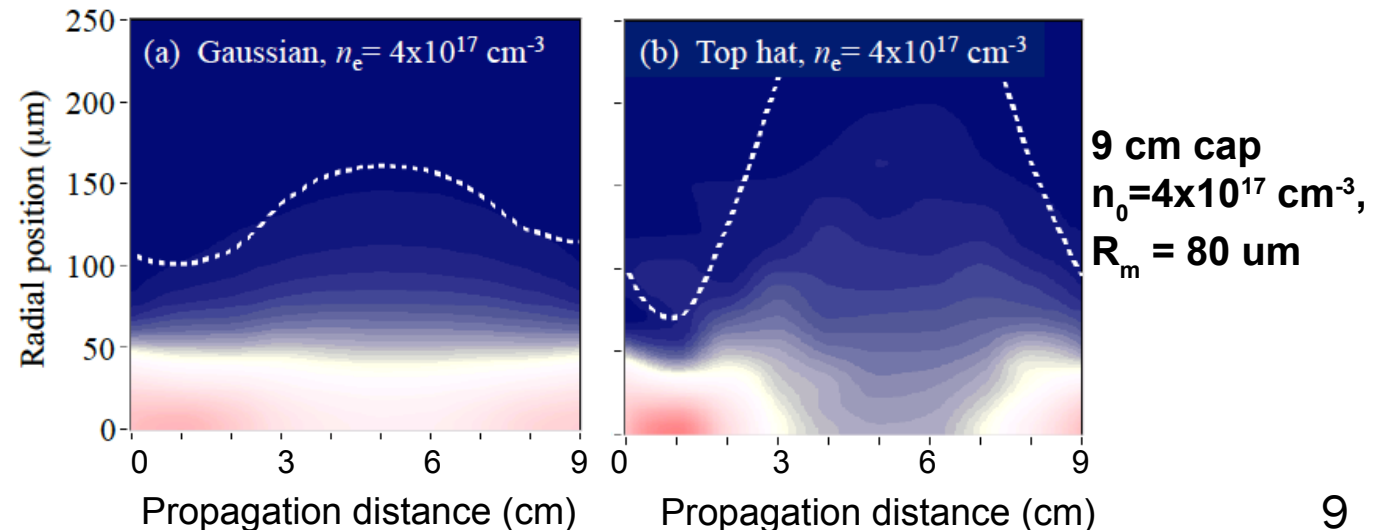 (a) Gaussian, nₑ= 4x10¹⁷ cm⁻³
250
200
150
100
50
0
Radial position (µm)
0 3 6 9
Propagation distance (cm)
(b) Top hat, nₑ= 4x10¹⁷ cm⁻³
0 3 6 9
Propagation distance (cm)
9 cm cap
n₀=4x10¹⁷ cm⁻³,
Rₘ = 80 um
9